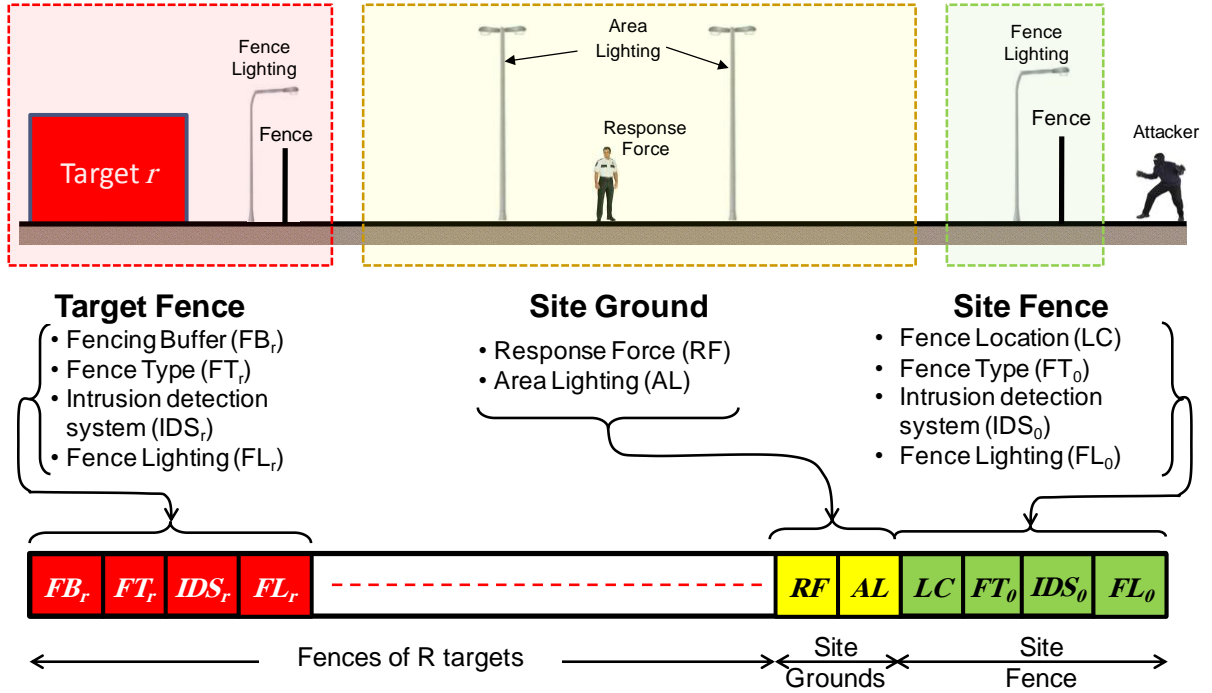 Fence
Lighting
Fence
Target r
Area
Lighting
Response
Force
Fence
Lighting
Fence
Attacker
Target Fence
• Fencing Buffer (FBr)
• Fence Type (FTr)
• Intrusion detection
system (IDSr)
• Fence Lighting (FLr)
Site Ground
• Response Force (RF)
• Area Lighting (AL)
Site Fence
• Fence Location (LC)
• Fence Type (FT0)
• Intrusion detection
system (IDS0)
• Fence Lighting (FL0)
FBr FTr IDSr FLr RF AL LC FT0 IDS0 FL0
Fences of R targets
Site
Grounds
Site
Fence